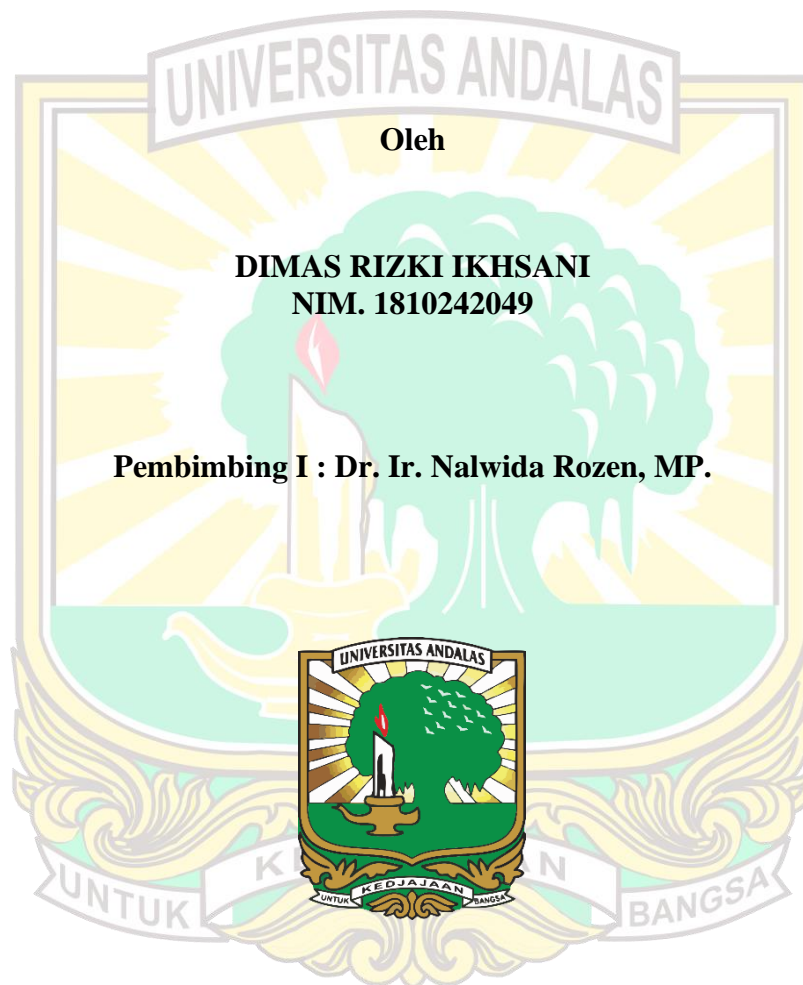 UNIVERSITAS ANDALAS
Oleh
DIMAS RIZKI IKHSANI
NIM. 1810242049
Pembimbing I : Dr. Ir. Nalwida Rozen, MP.
UNIVERSITAS ANDALAS
KEDJAJAAN
UNTUK BANGSA
UNTUK BANGSA